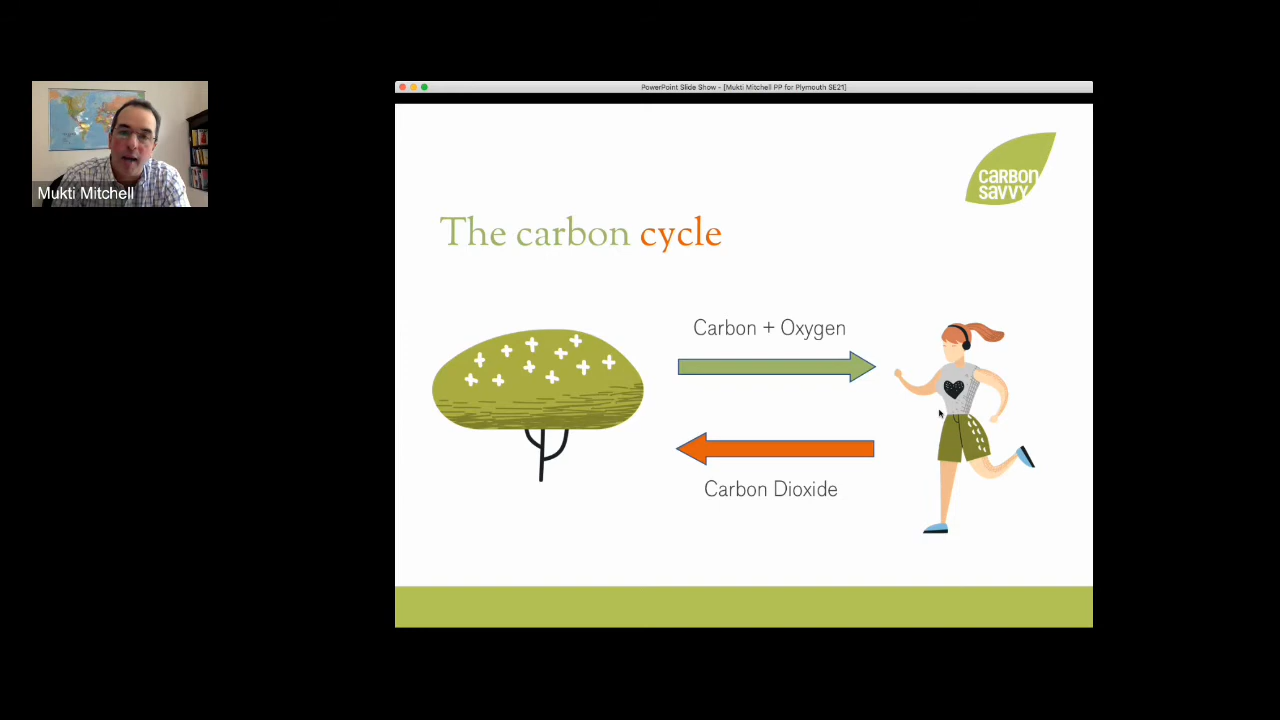 PowerPoint Slide Show - [Mukti Mitchell PP for Plymouth SE21]
CARBON
SAVVY
Mukti Mitchell
The carbon cycle
Carbon + Oxygen
Carbon Dioxide